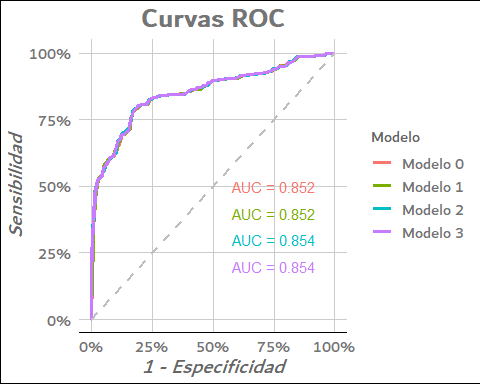 Curvas ROC
100%
75%
50%
25%
0%
Sensibilidad
AUC = 0.852
AUC = 0.852
AUC = 0.854
AUC = 0.854
0%
25%
50%
75%
100%
1 - Especificidad
Modelo
Modelo 0
Modelo 1
Modelo 2
Modelo 3